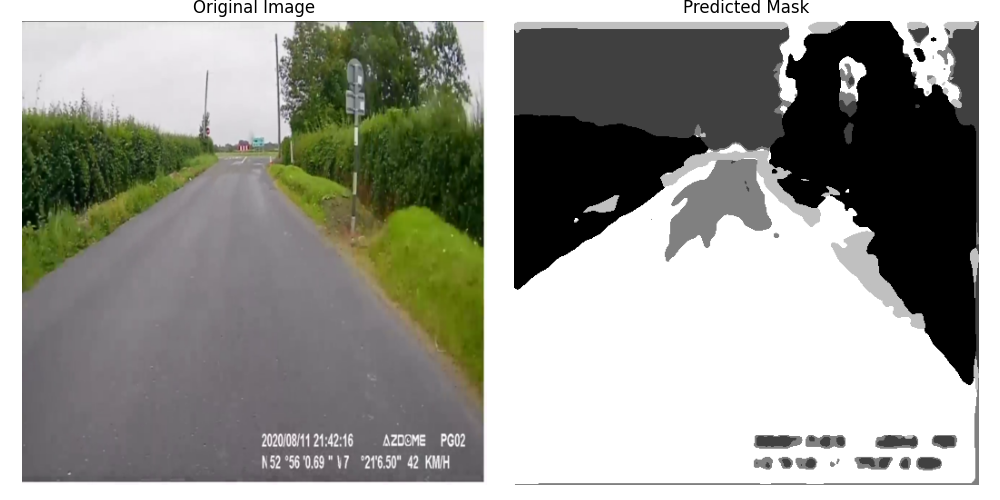 Original Image
Predicted Mask
2020/08/11 21:42:16 AZDOME PG02
N 52 °56 '0.69 " \ 7 °21'6.50" 42 KM/H